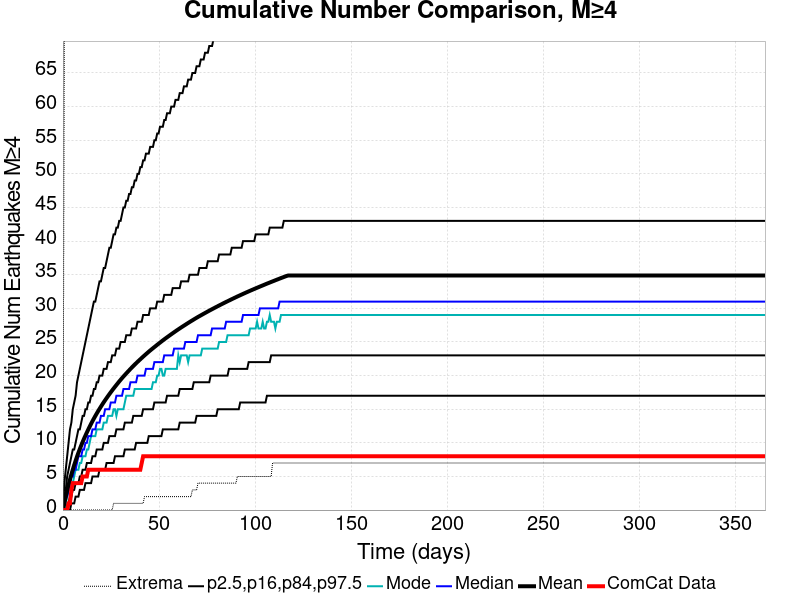 Cumulative Number Comparison, M≥4
Cumulative Num Earthquakes M≥4
65
60
55
50
45
40
35
30
25
20
15
10
5
0
0 50 100 150 200 250 300 350
Time (days)
Extrema p2.5,p16,p84,p97.5 Mode Median Mean ComCat Data